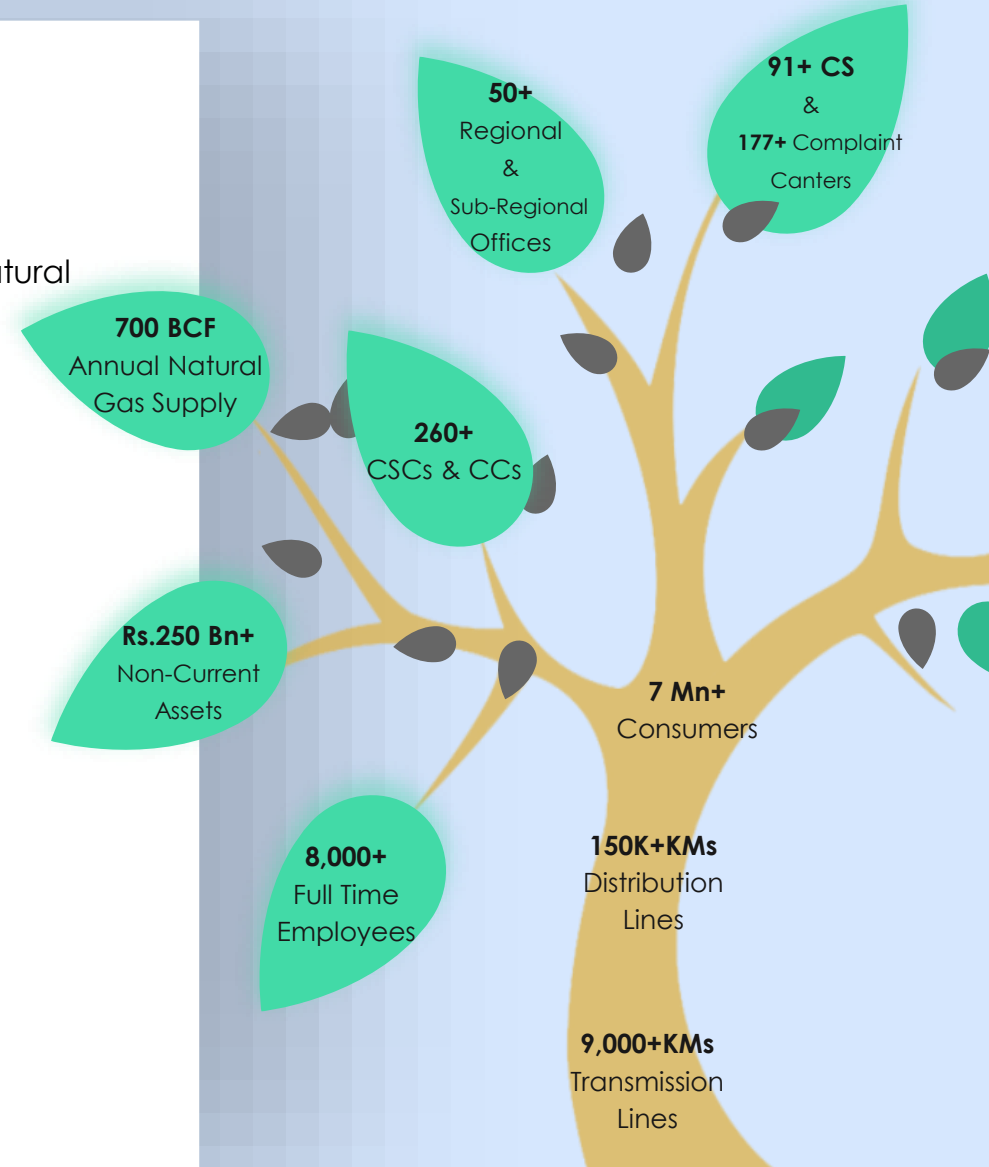 50+
Regional
&
Sub-Regional
Offices
91+ CS
&
177+ Complaint
Canters
700 BCF
Annual Natural
Gas Supply
260+
CSCs & CCs
Rs.250 Bn+
Non-Current
Assets
7 Mn+
Consumers
8,000+
Full Time
Employees
150K+KMs
Distribution
Lines
9,000+KMs
Transmission
Lines